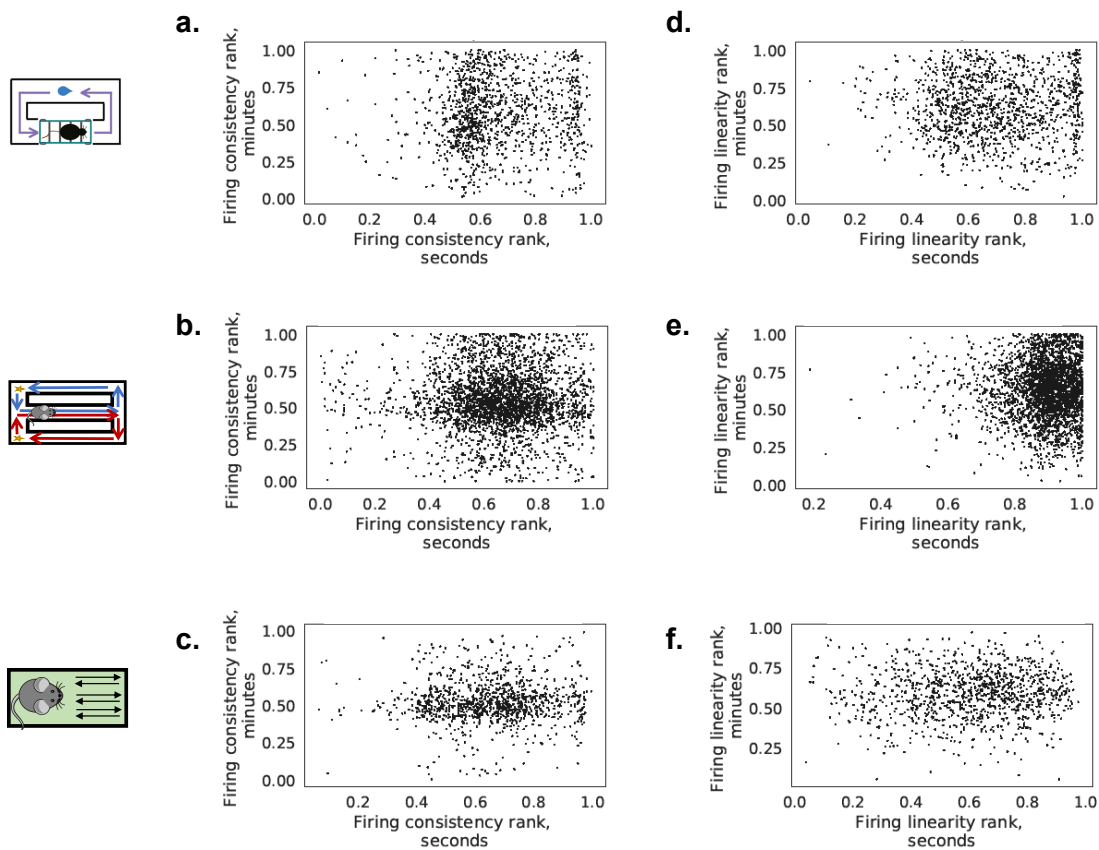 a.
Firing consistency rank,
minutes
1.00
0.75
0.50
0.25
0.00
0.0 0.2 0.4 0.6 0.8 1.0
Firing consistency rank,
seconds
d.
Firing linearity rank,
minutes
1.00
0.75
0.50
0.25
0.00
0.0 0.2 0.4 0.6 0.8 1.0
Firing linearity rank,
seconds
b.
Firing consistency rank,
minutes
1.00
0.75
0.50
0.25
0.00
0.0 0.2 0.4 0.6 0.8 1.0
Firing consistency rank,
seconds
e.
Firing linearity rank,
minutes
1.00
0.75
0.50
0.25
0.00
0.2 0.4 0.6 0.8 1.0
Firing linearity rank,
seconds
c.
Firing consistency rank,
minutes
1.00
0.75
0.50
0.25
0.00
0.2 0.4 0.6 0.8 1.0
Firing consistency rank,
seconds
f.
Firing linearity rank,
minutes
1.00
0.75
0.50
0.25
0.0 0.2 0.4 0.6 0.8 1.0
Firing linearity rank,
seconds